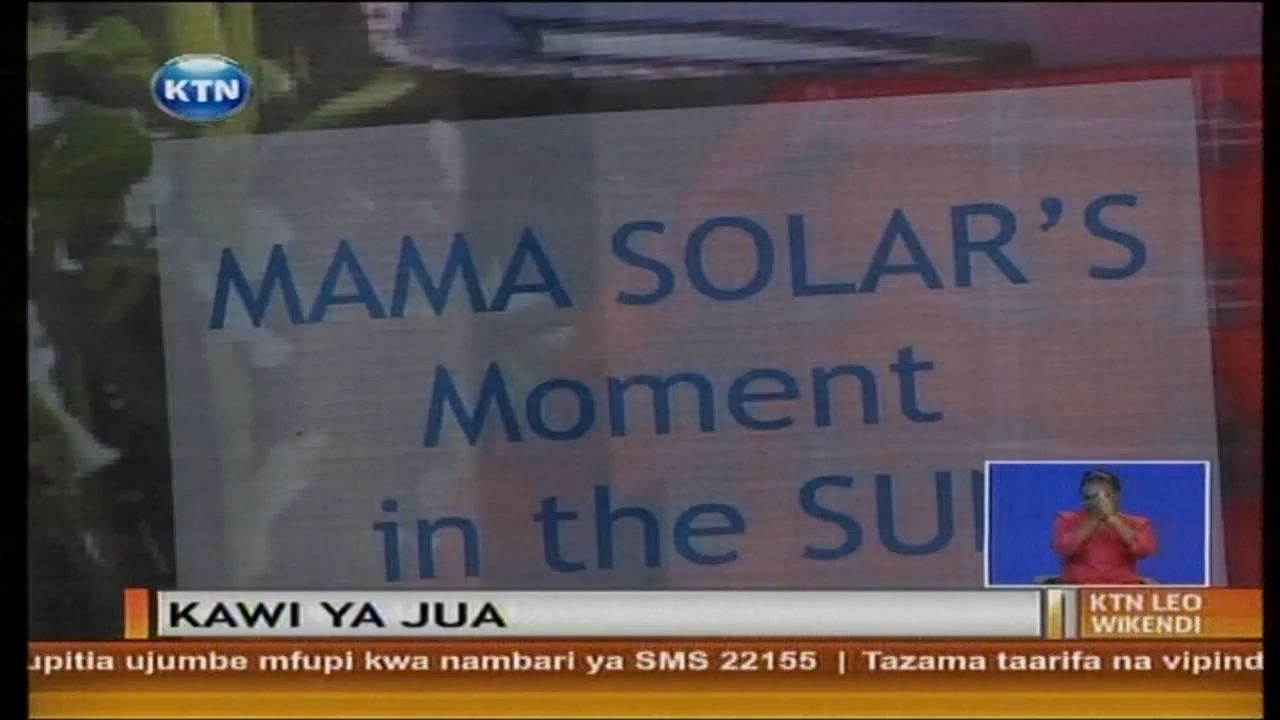 KTN
MAMA SOLAR'S
Moment
in the
KAWI YA JUA
KTN LEO
WIKENDI
ujumbe mfupi kwa nambari ya SMS 22155 | Tazama taarifa na